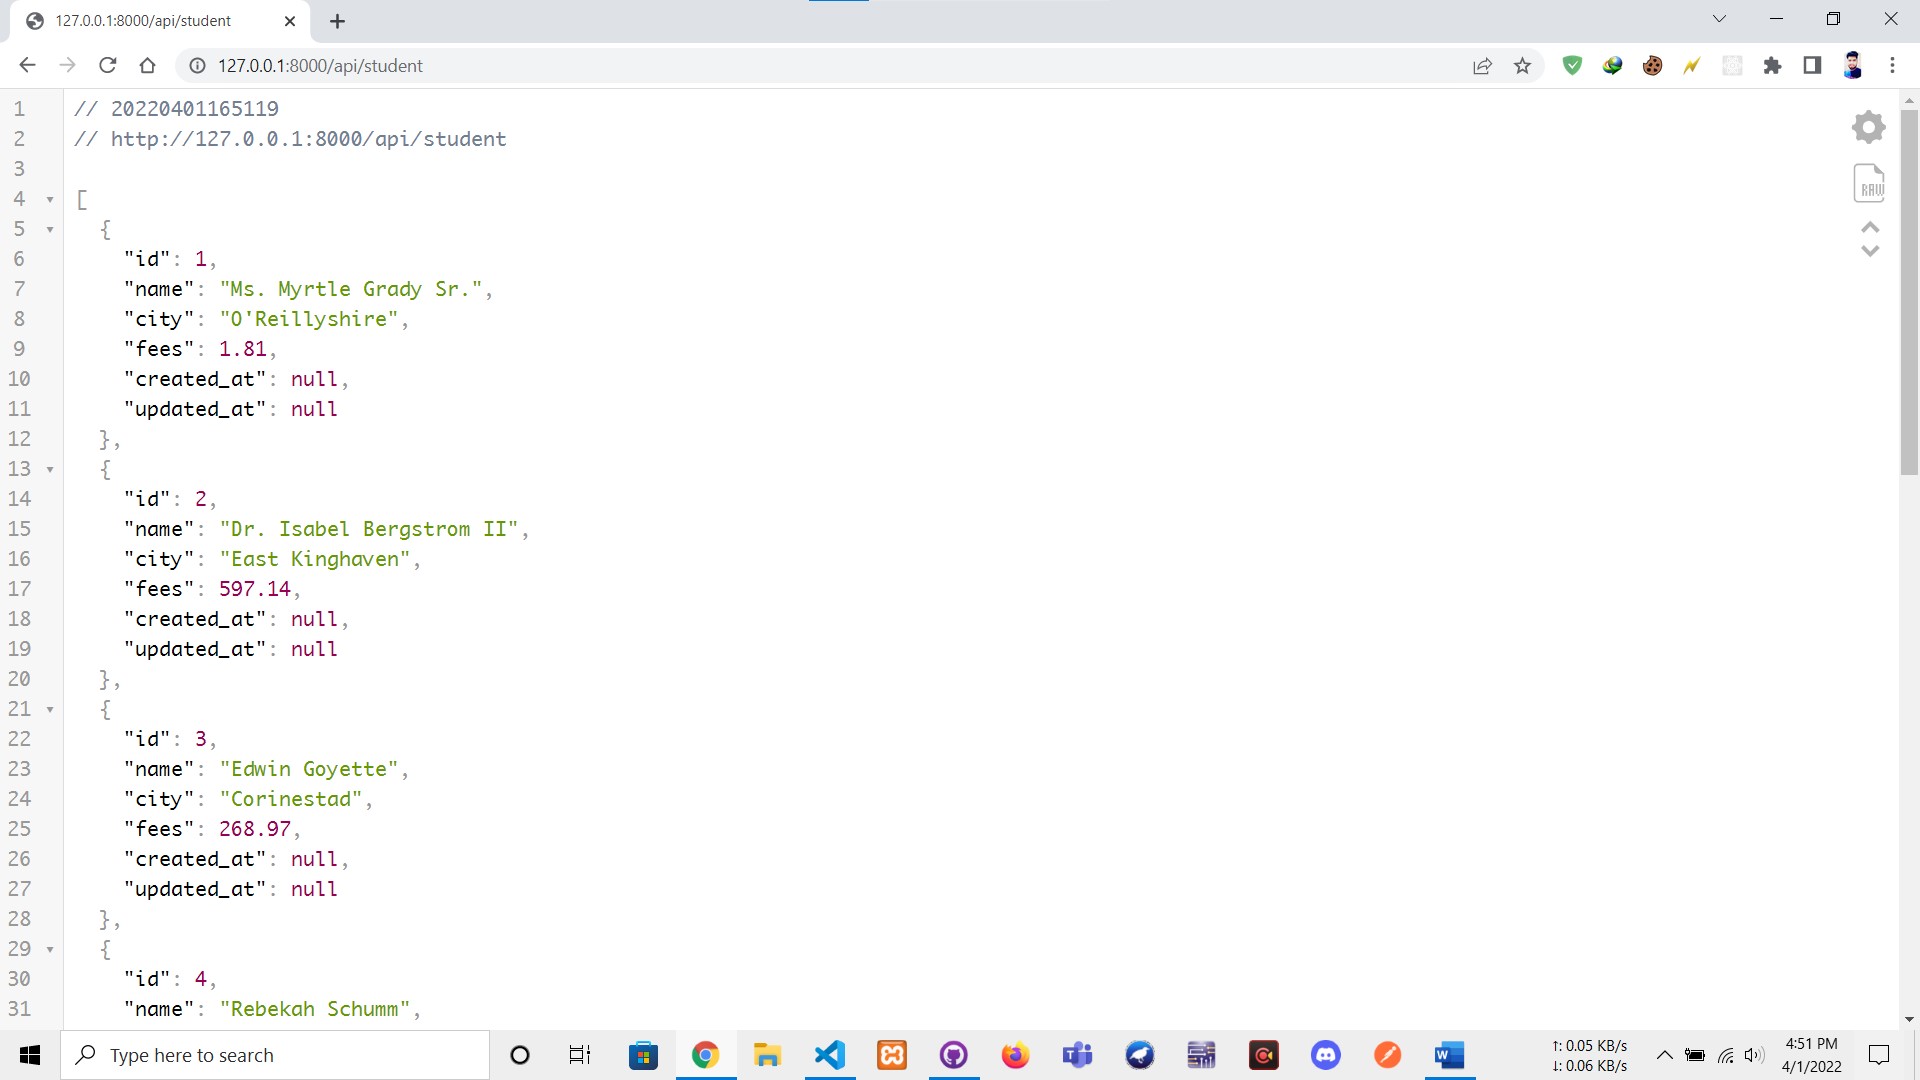 127.0.0.1:8000/api/student
127.0.0.1:8000/api/student
1 // 20220401165119
2 // http://127.0.0.1:8000/api/student
3
4 [
5 {
6 "id": 1,
7 "name": "Ms. Myrtle Grady Sr.",
8 "city": "O'Reillyshire",
9 "fees": 1.81,
10 "created_at": null,
11 "updated_at": null
12 },
13 {
14 "id": 2,
15 "name": "Dr. Isabel Bergstrom II",
16 "city": "East Kinghaven",
17 "fees": 597.14,
18 "created_at": null,
19 "updated_at": null
20 },
21 {
22 "id": 3,
23 "name": "Edwin Goyette",
24 "city": "Corinestad",
25 "fees": 268.97,
26 "created_at": null,
27 "updated_at": null
28 },
29 {
30 "id": 4,
31 "name": "Rebekah Schumm",
RAW
Type here to search
↑: 0.05 KB/s
↓: 0.06 KB/s
4:51 PM
4/1/2022